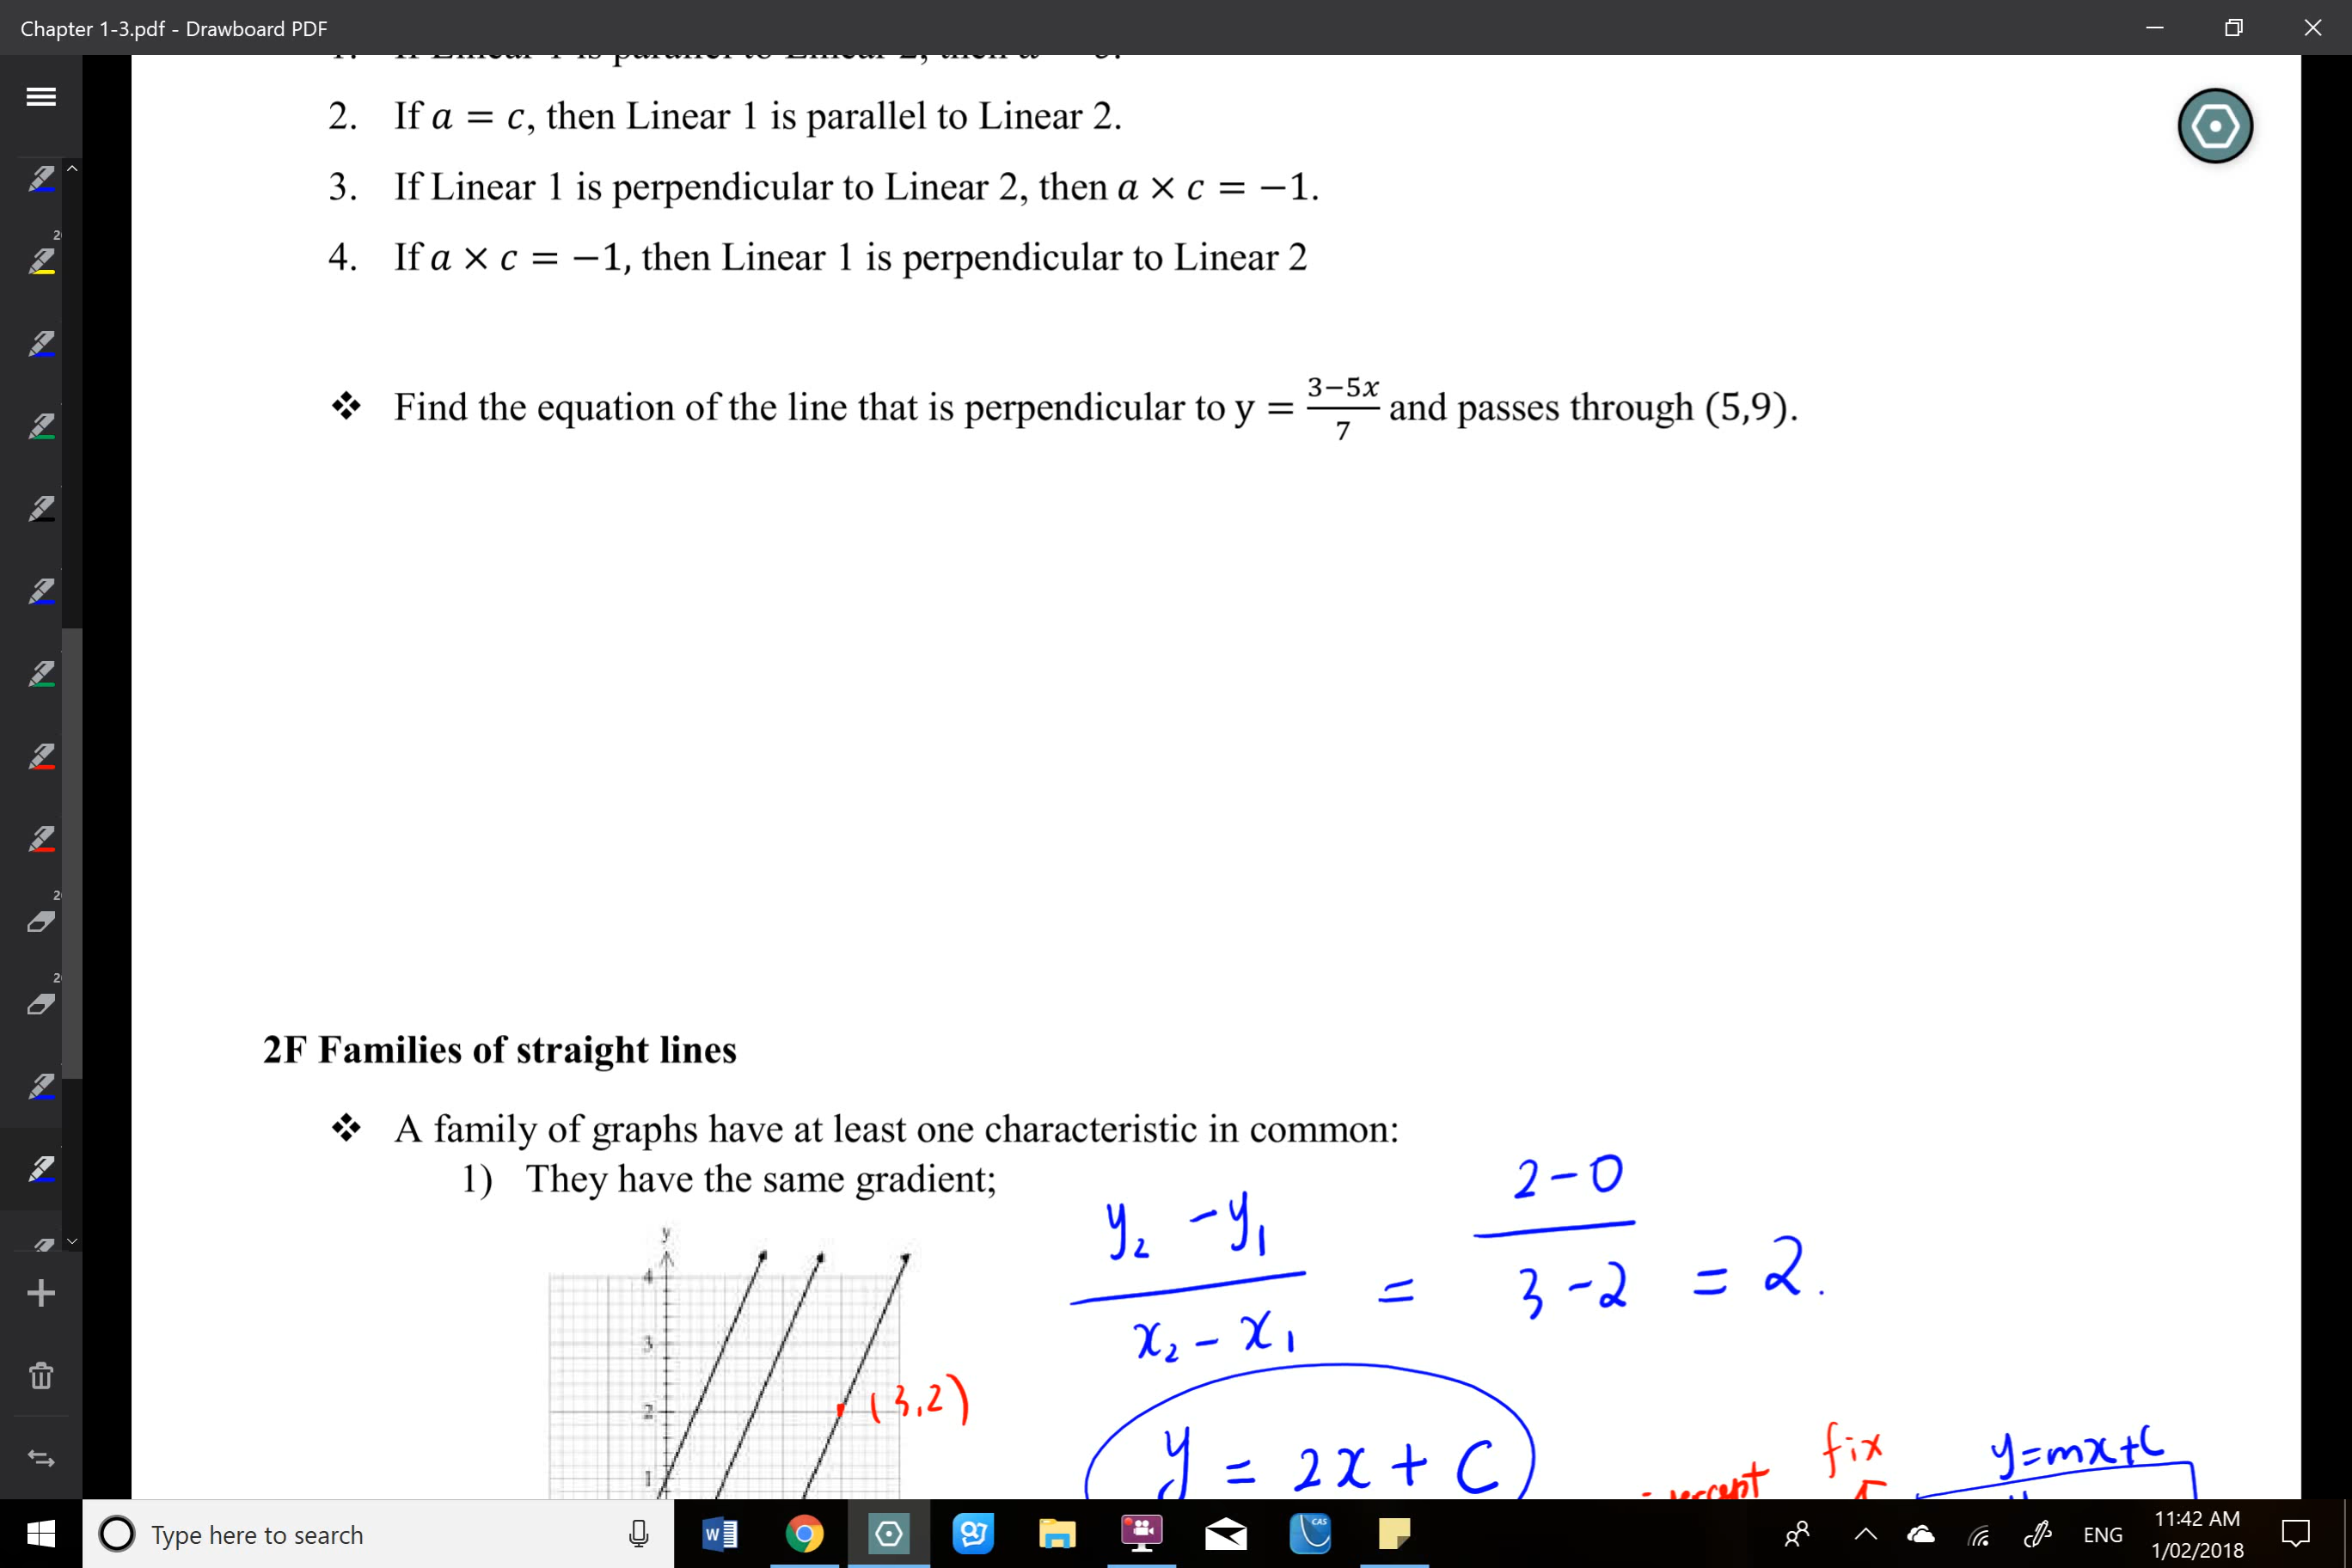 Chapter 1-3.pdf - Drawboard PDF
2. If a = c, then Linear 1 is parallel to Linear 2.
3. If Linear 1 is perpendicular to Linear 2, then a × c = −1.
4. If a × c = −1, then Linear 1 is perpendicular to Linear 2
❖ Find the equation of the line that is perpendicular to y = (3−5x)/7 and passes through (5,9).
2F Families of straight lines
❖ A family of graphs have at least one characteristic in common:
1) They have the same gradient;
(y₂ - y₁)/(x₂ - x₁) = (2-0)/(3-2) = 2.
y
4
3
2
1
(3,2)
y = 2x + C
fix
y=mx+c
Type here to search
ENG
11:42 AM
1/02/2018